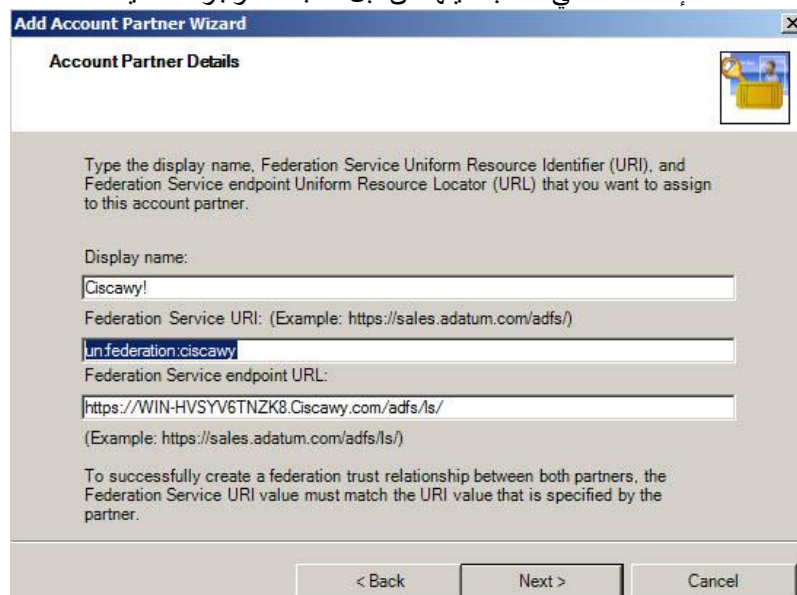 Add Account Partner Wizard
Account Partner Details
Type the display name, Federation Service Uniform Resource Identifier (URI), and
Federation Service endpoint Uniform Resource Locator (URL) that you want to assign
to this account partner.
Display name:
Ciscawy!
Federation Service URI: (Example: https://sales.adatum.com/adfs/)
urn:federation:ciscawy
Federation Service endpoint URL:
https://WIN-HVSYV6TNZK8.Ciscawy.com/adfs/ls/
(Example: https://sales.adatum.com/adfs/ls/)
To successfully create a federation trust relationship between both partners, the
Federation Service URI value must match the URI value that is specified by the
partner.
< Back
Next >
Cancel